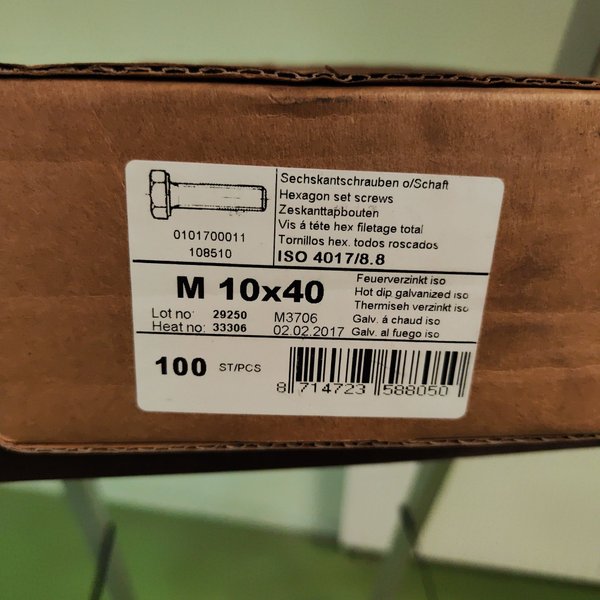 Sechskantschrauben o/Schaft
Hexagon set screws
Zeskanttapbouten
Vis á téte hex filetage total
Tornillos hex. todos roscados
ISO 4017/8.8
0101700011
108510
M 10x40
Feuerverzinkt iso
Hot dip galvanized iso
Thermiseh verzinkt iso
Galv. á chaud iso
Galv. al fuego iso
Lot no: 29250 M3706
Heat no: 33306 02.02.2017
100 ST/PCS
8 714723 588050